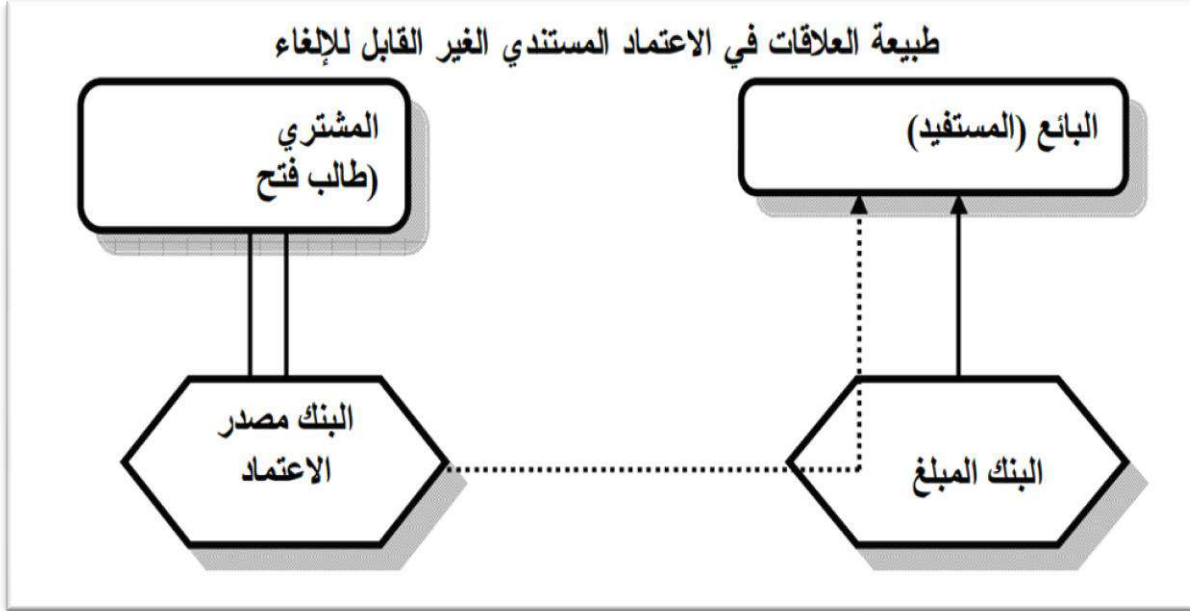 طبيعة العلاقات في الاعتماد المستندي الغير القابل للإلغاء
البائع (المستفيد)
المشتري
(طالب فتح
البنك المبلغ
البنك مصدر
الاعتماد